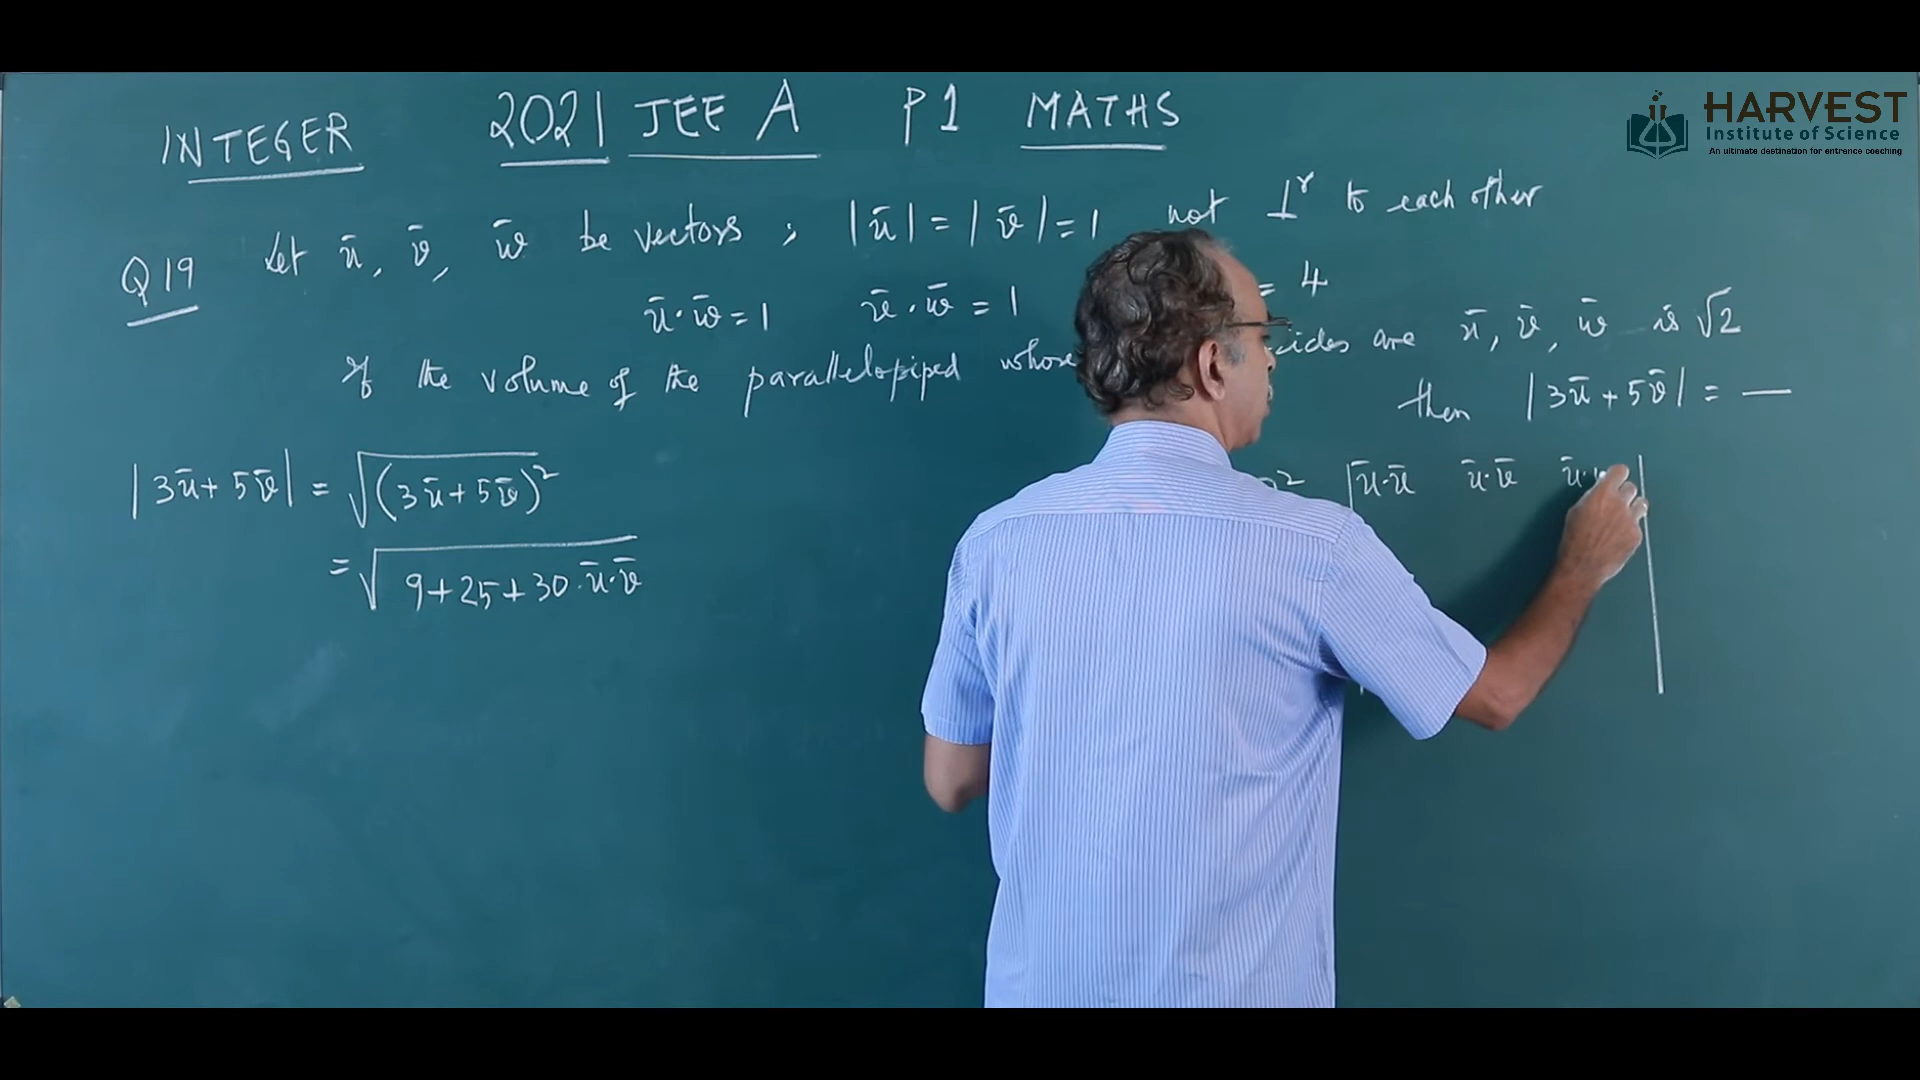 INTEGER 2021 JEE A P1 MATHS
HARVEST
Institute of Science
An ultimate destination for entrance coaching
Q19 Let ū, v̄, w̄ be vectors ; |ū| = |v̄| = 1 not ⊥r to each other
ū·w̄ = 1 v̄·w̄ = 1 = 4
If the volume of the parallelopiped whose sides are ū, v̄, w̄ is √2
then |3ū + 5v̄| = —
|3ū + 5v̄| = √(3ū + 5v̄)²
= √9+25+30·ū·v̄
ū·ū ū·v̄